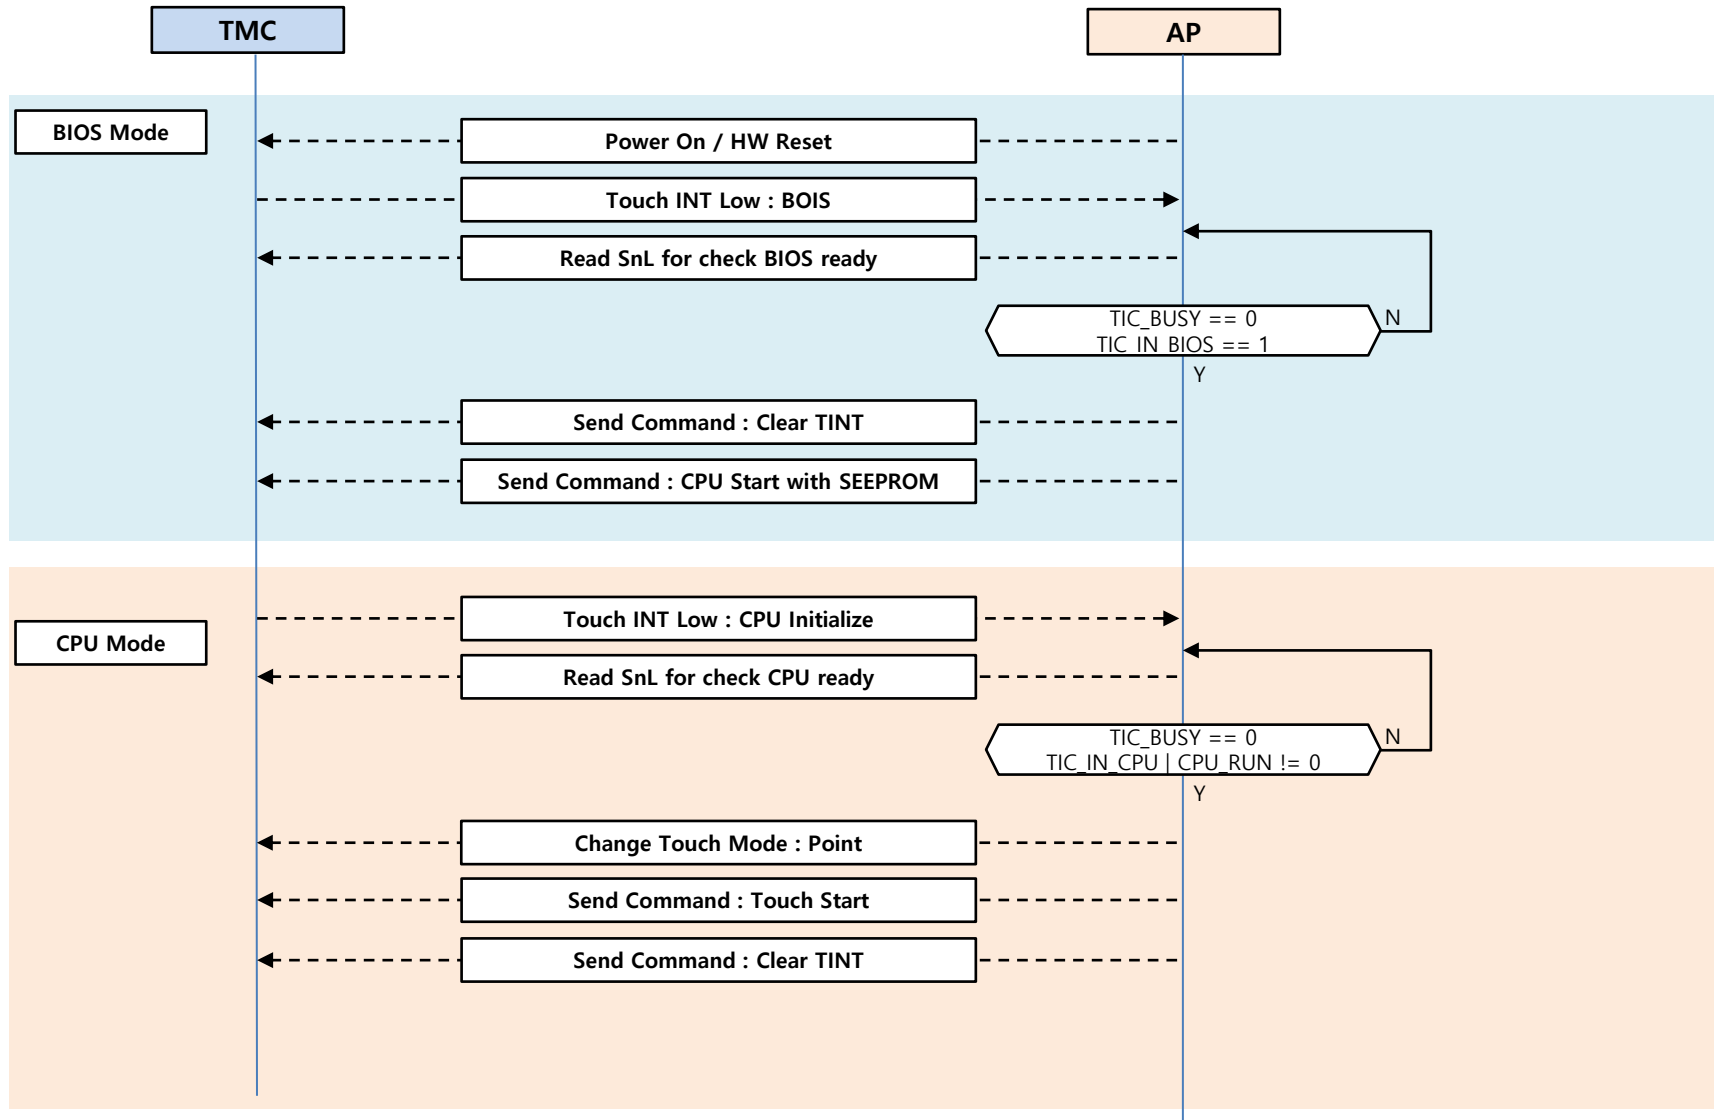 TMC
AP
BIOS Mode
Power On / HW Reset
Touch INT Low : BOIS
Read SnL for check BIOS ready
TIC_BUSY == 0
TIC_IN_BIOS == 1
N
Y
Send Command : Clear TINT
Send Command : CPU Start with SEEPROM
CPU Mode
Touch INT Low : CPU Initialize
Read SnL for check CPU ready
TIC_BUSY == 0
TIC_IN_CPU | CPU_RUN != 0
N
Y
Change Touch Mode : Point
Send Command : Touch Start
Send Command : Clear TINT